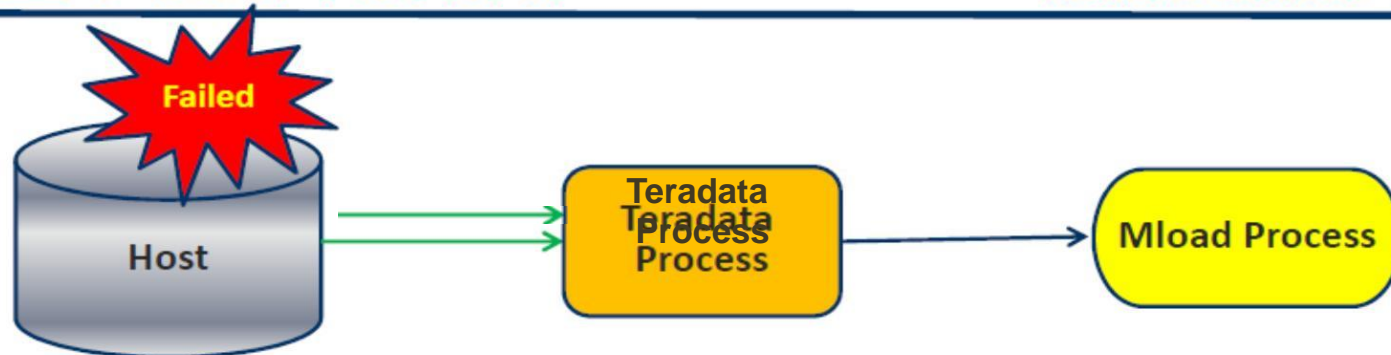 Failed
Host
Teradata
Process
Teradata
Process
Mload Process